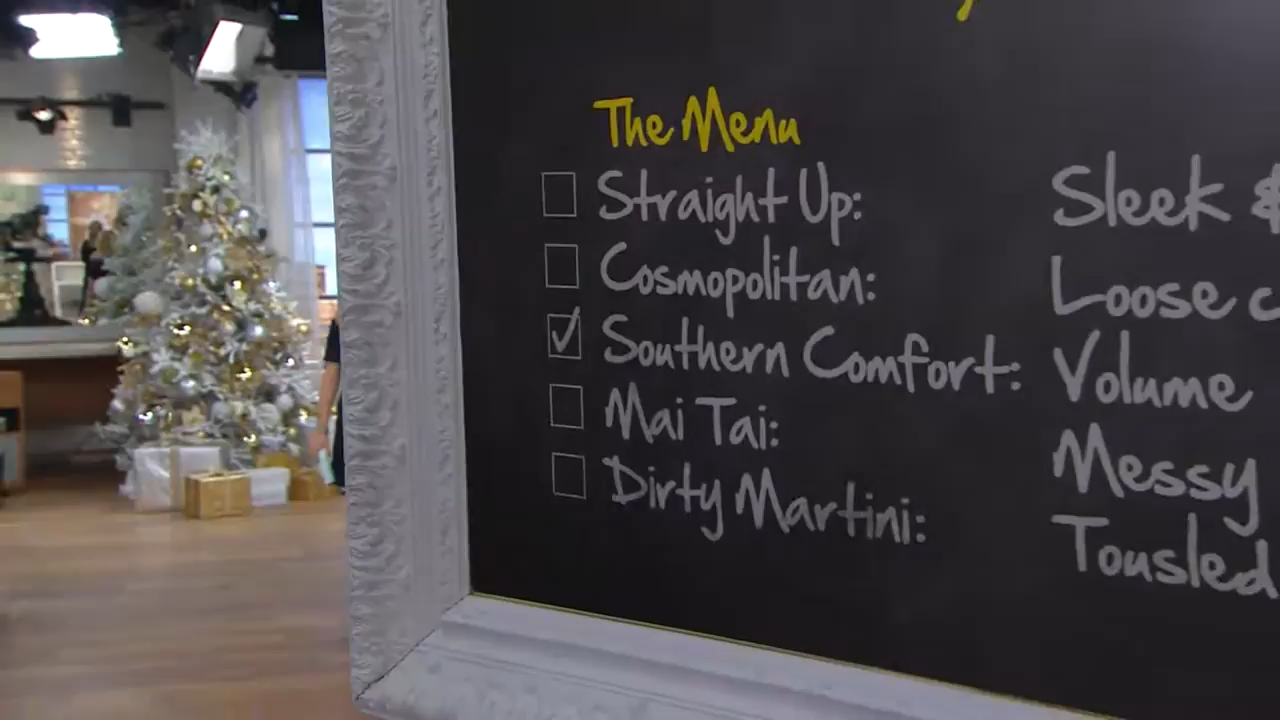 The Menu
Straight Up: Sleek &
Cosmopolitan: Loose
Southern Comfort: Volume
Mai Tai: Messy
Dirty Martini: Tousled